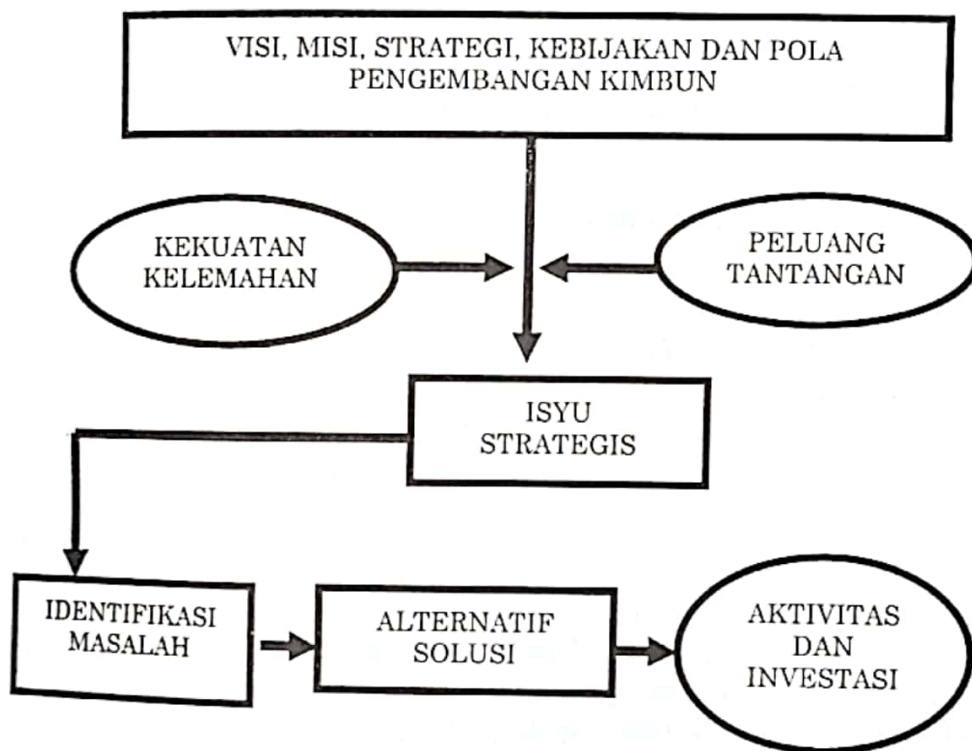 VISI, MISI, STRATEGI, KEBIJAKAN DAN POLA
PENGEMBANGAN KIMBUN
KEKUATAN
KELEMAHAN
PELUANG
TANTANGAN
ISYU
STRATEGIS
IDENTIFIKASI
MASALAH
ALTERNATIF
SOLUSI
AKTIVITAS
DAN
INVESTASI